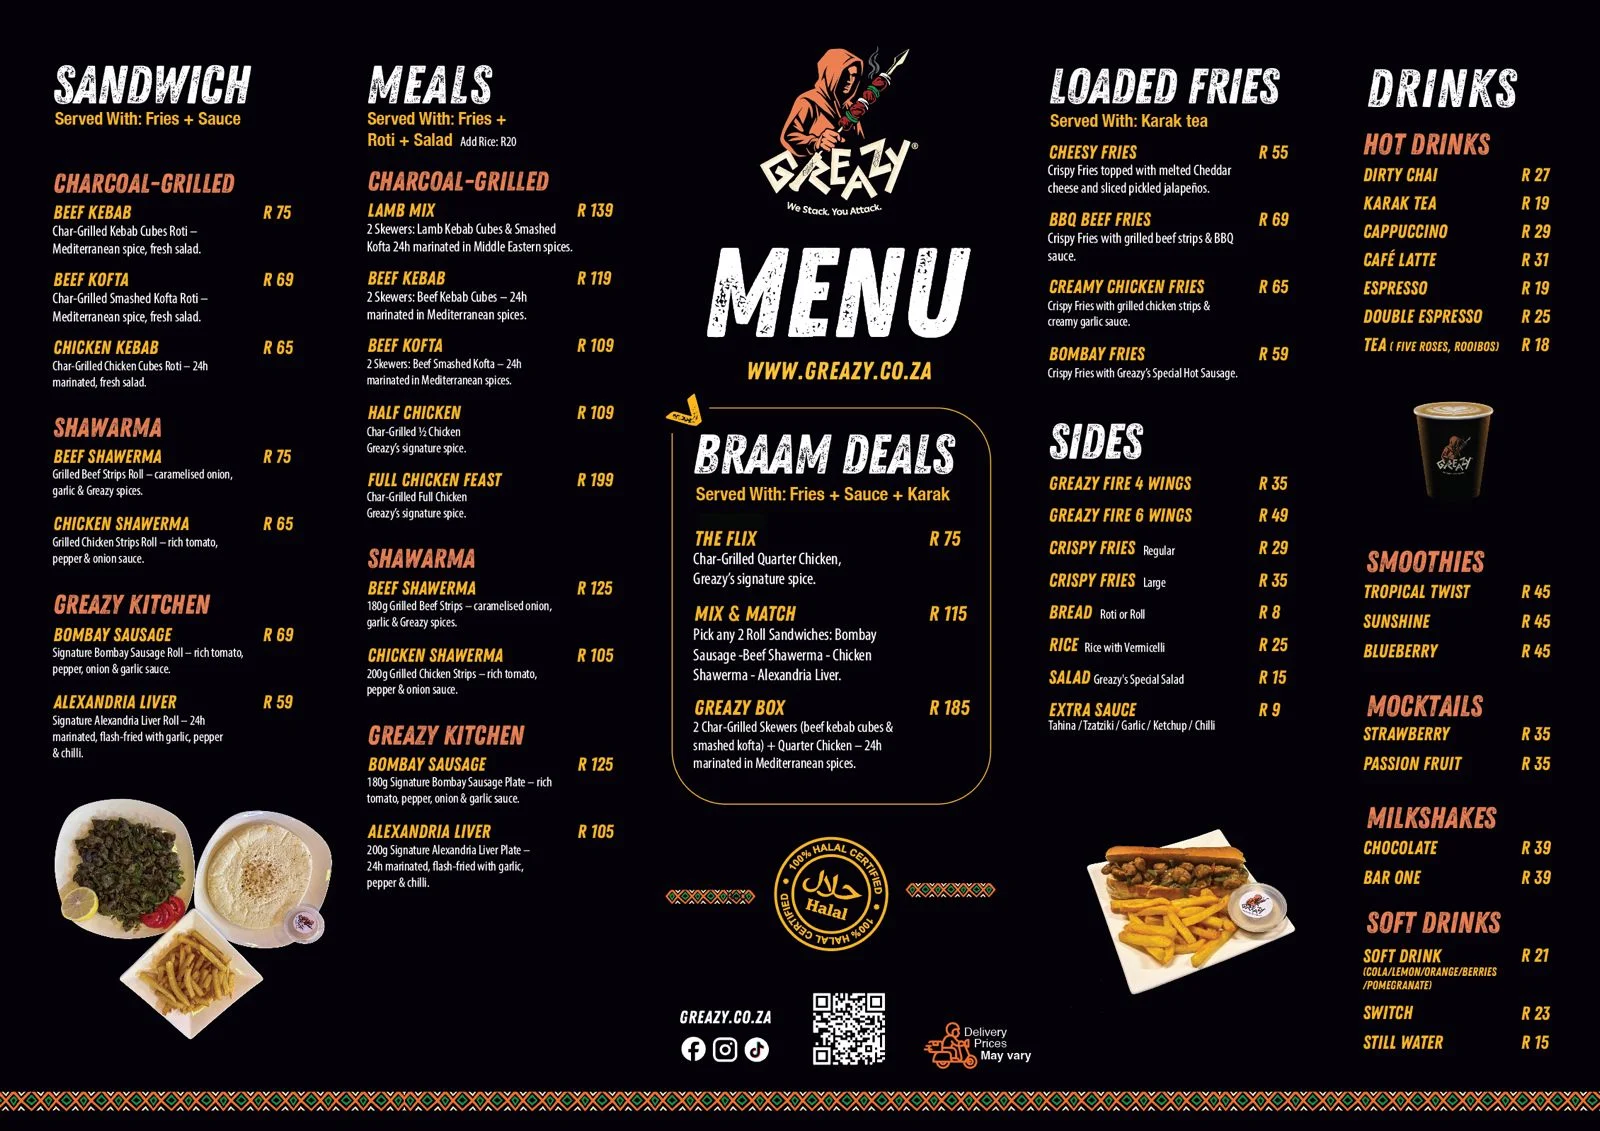 SANDWICH
Served With: Fries + Sauce
CHARCOAL-GRILLED
BEEF KEBAB R 75
Char-Grilled Kebab Cubes Roti –
Mediterranean spice, fresh salad.
BEEF KOFTA R 69
Char-Grilled Smashed Kofta Roti –
Mediterranean spice, fresh salad.
CHICKEN KEBAB R 65
Char-Grilled Chicken Cubes Roti – 24h
marinated, fresh salad.
SHAWARMA
BEEF SHAWERMA R 75
Grilled Beef Strips Roll – caramelised onion,
garlic & Greazy spices.
CHICKEN SHAWERMA R 65
Grilled Chicken Strips Roll – rich tomato,
pepper & onion sauce.
GREAZY KITCHEN
BOMBAY SAUSAGE R 69
Signature Bombay Sausage Roll – rich tomato,
pepper, onion & garlic sauce.
ALEXANDRIA LIVER R 59
Signature Alexandria Liver Roll – 24h
marinated, flash-fried with garlic, pepper
& chilli.
MEALS
Served With: Fries +
Roti + Salad Add Rice: R20
CHARCOAL-GRILLED
LAMB MIX R 139
2 Skewers: Lamb Kebab Cubes & Smashed
Kofta 24h marinated in Middle Eastern spices.
BEEF KEBAB R 119
2 Skewers: Beef Kebab Cubes – 24h
marinated in Mediterranean spices.
BEEF KOFTA R 109
2 Skewers: Beef Smashed Kofta – 24h
marinated in Mediterranean spices.
HALF CHICKEN R 109
Char-Grilled ½ Chicken
Greazy's signature spice.
FULL CHICKEN FEAST R 199
Char-Grilled Full Chicken
Greazy's signature spice.
SHAWARMA
BEEF SHAWERMA R 125
180g Grilled Beef Strips – caramelised onion,
garlic & Greazy spices.
CHICKEN SHAWERMA R 105
200g Grilled Chicken Strips – rich tomato,
pepper & onion sauce.
GREAZY KITCHEN
BOMBAY SAUSAGE R 125
180g Signature Bombay Sausage Plate – rich
tomato, pepper, onion & garlic sauce.
ALEXANDRIA LIVER R 105
200g Signature Alexandria Liver Plate –
24h marinated, flash-fried with garlic,
pepper & chilli.
GREAZY®
We Stack. You Attack.
MENU
WWW.GREAZY.CO.ZA
BRAAM DEALS
Served With: Fries + Sauce + Karak
THE FLIX R 75
Char-Grilled Quarter Chicken,
Greazy's signature spice.
MIX & MATCH R 115
Pick any 2 Roll Sandwiches: Bombay
Sausage -Beef Shawerma - Chicken
Shawerma - Alexandria Liver.
GREAZY BOX R 185
2 Char-Grilled Skewers (beef kebab cubes &
smashed kofta) + Quarter Chicken – 24h
marinated in Mediterranean spices.
100% HALAL CERTIFIED
حلال
Halal
100% HALAL CERTIFIED
GREAZY.CO.ZA
Delivery
Prices
May vary
LOADED FRIES
Served With: Karak tea
CHEESY FRIES R 55
Crispy Fries topped with melted Cheddar
cheese and sliced pickled jalapeños.
BBQ BEEF FRIES R 69
Crispy Fries with grilled beef strips & BBQ
sauce.
CREAMY CHICKEN FRIES R 65
Crispy Fries with grilled chicken strips &
creamy garlic sauce.
BOMBAY FRIES R 59
Crispy Fries with Greazy's Special Hot Sausage.
SIDES
GREAZY FIRE 4 WINGS R 35
GREAZY FIRE 6 WINGS R 49
CRISPY FRIES Regular R 29
CRISPY FRIES Large R 35
BREAD Roti or Roll R 8
RICE Rice with Vermicelli R 25
SALAD Greazy's Special Salad R 15
EXTRA SAUCE R 9
Tahina / Tzatziki / Garlic / Ketchup / Chilli
DRINKS
HOT DRINKS
DIRTY CHAI R 27
KARAK TEA R 19
CAPPUCCINO R 29
CAFÉ LATTE R 31
ESPRESSO R 19
DOUBLE ESPRESSO R 25
TEA ( FIVE ROSES, ROOIBOS) R 18
GREAZY
SMOOTHIES
TROPICAL TWIST R 45
SUNSHINE R 45
BLUEBERRY R 45
MOCKTAILS
STRAWBERRY R 35
PASSION FRUIT R 35
MILKSHAKES
CHOCOLATE R 39
BAR ONE R 39
SOFT DRINKS
SOFT DRINK R 21
(COLA/LEMON/ORANGE/BERRIES
/POMEGRANATE)
SWITCH R 23
STILL WATER R 15